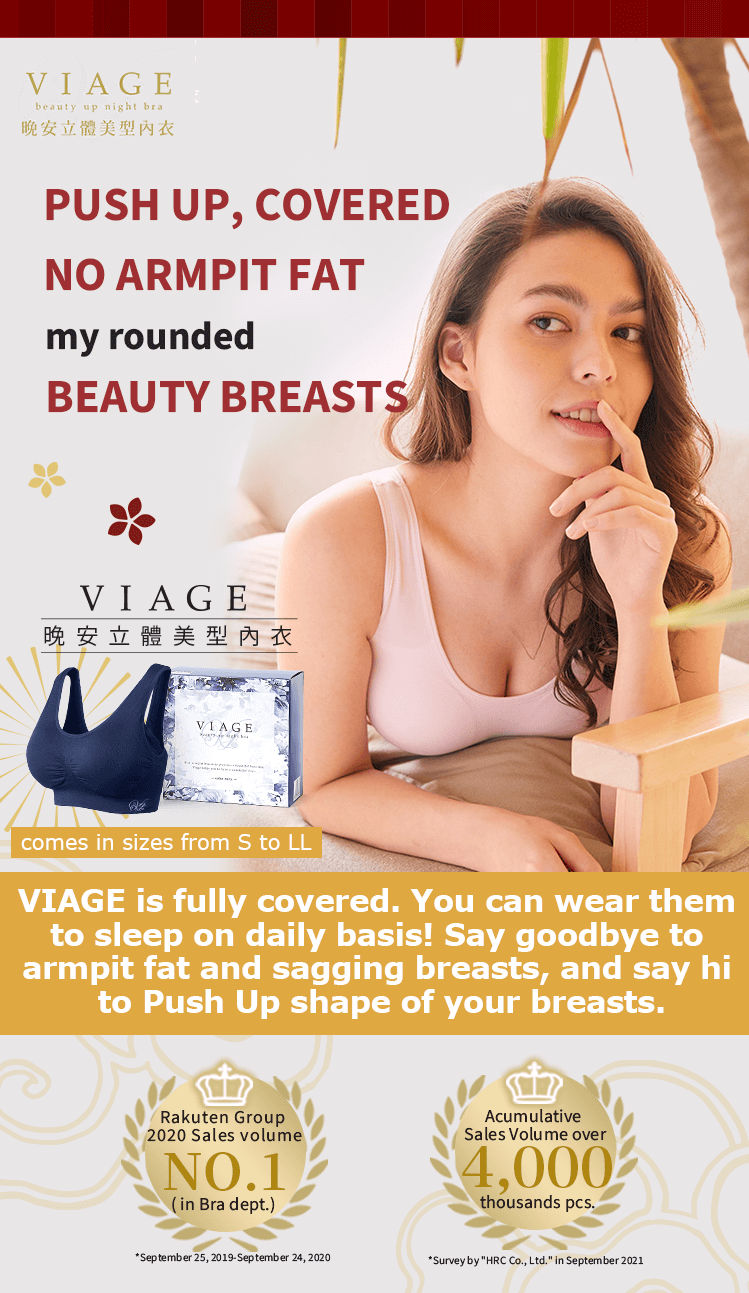 VIAGE
beauty up night bra
晚安立體美型內衣
PUSH UP, COVERED
NO ARMPIT FAT
my rounded
BEAUTY BREASTS
VIAGE
晚安立體美型內衣
VIAGE
beauty up night bra
comes in sizes from S to LL
VIAGE is fully covered. You can wear them
to sleep on daily basis! Say goodbye to
armpit fat and sagging breasts, and say hi
to Push Up shape of your breasts.
Rakuten Group
2020 Sales volume
NO.1
(in Bra dept.)
*September 25, 2019-September 24, 2020
Acumulative
Sales Volume over
4,000
thousands pcs.
*Survey by "HRC Co., Ltd." in September 2021